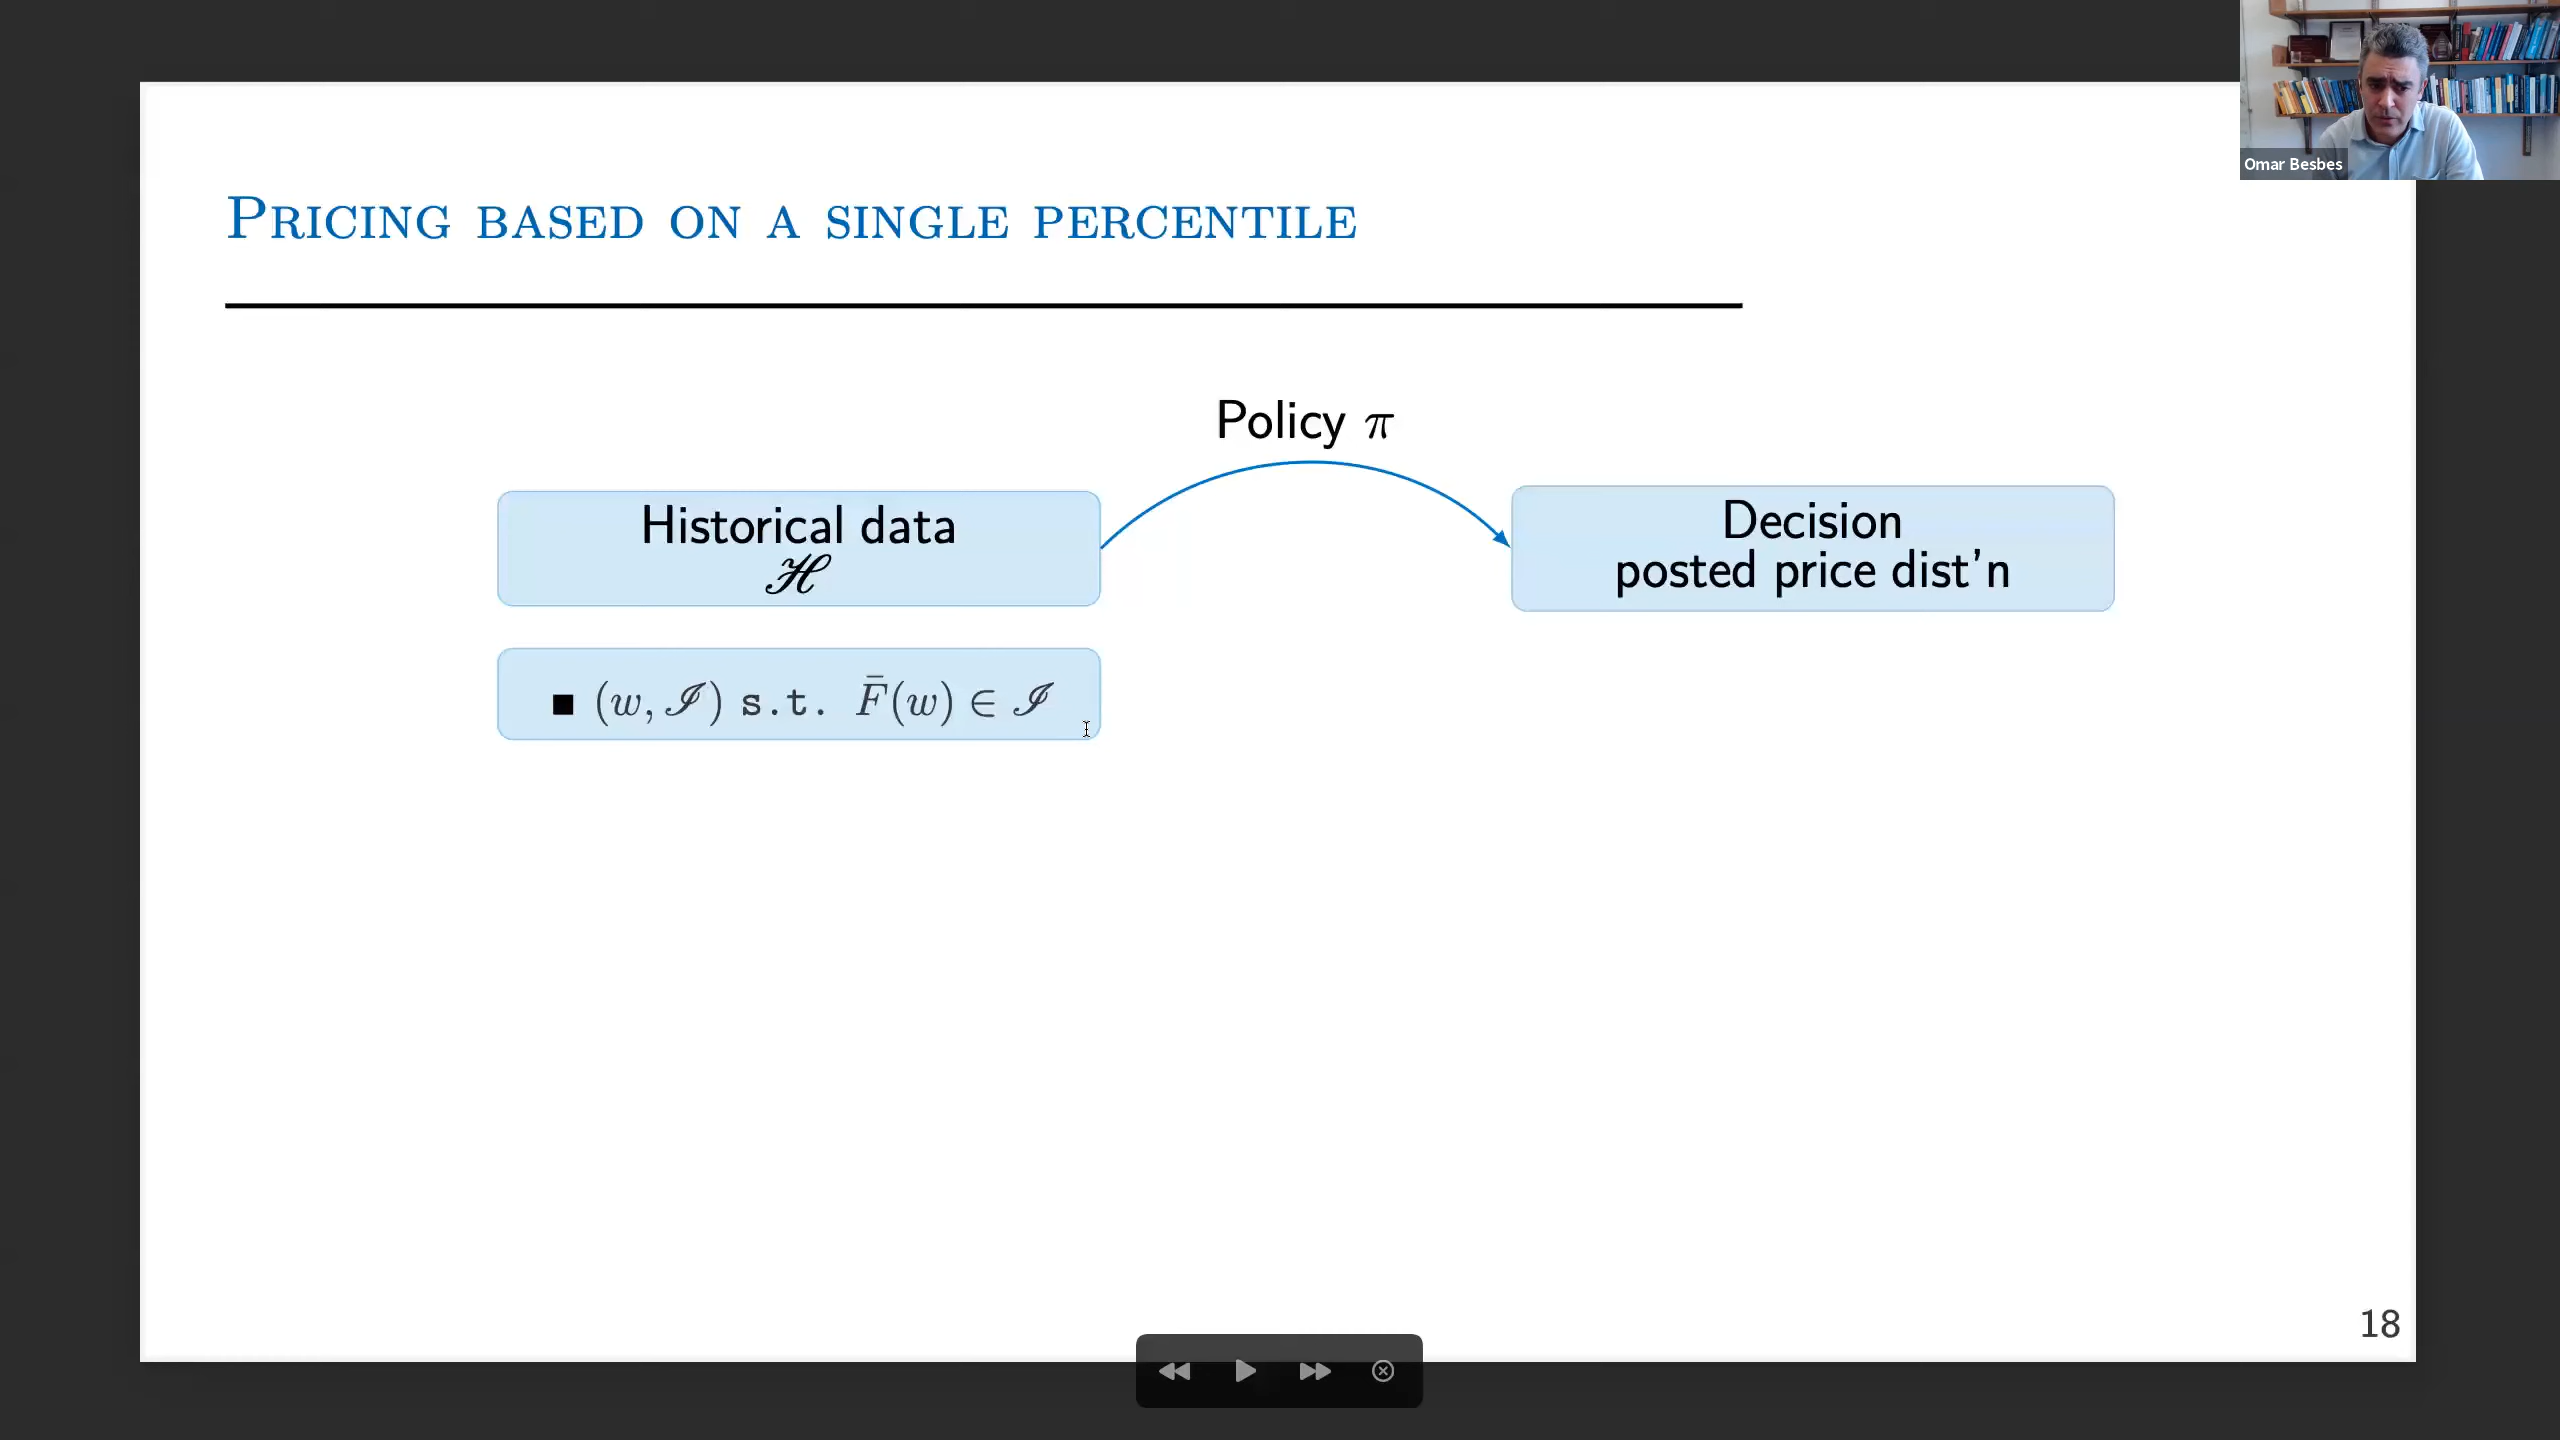 Omar Besbes
Pricing based on a single percentile
Policy π
Historical data
ℋ
Decision
posted price dist'n
■ (w, ℐ) s.t. F̄(w) ∈ ℐ
18